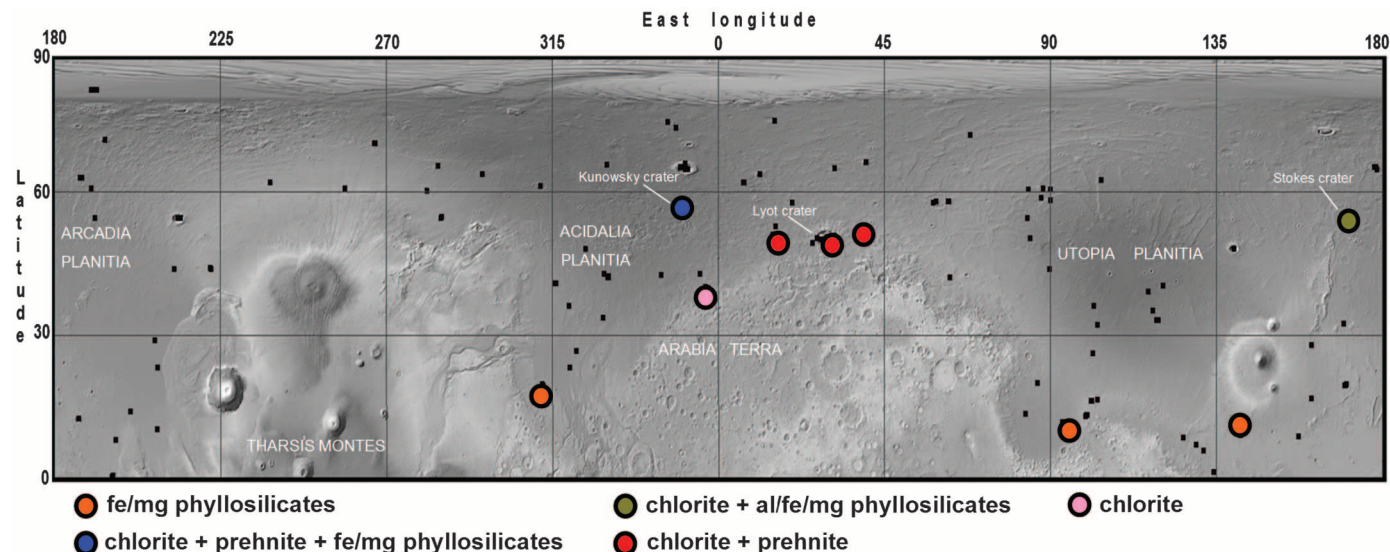 East longitude
180 225 270 315 0 45 90 135 180
90
60
30
0
Latitude
Kunowsky crater
Stokes crater
Lyot crater
ARCADIA
PLANITIA
ACIDALIA
PLANITIA
UTOPIA PLANITIA
ARABIA TERRA
THARSIS MONTES
fe/mg phyllosilicates
chlorite + al/fe/mg phyllosilicates
chlorite
chlorite + prehnite + fe/mg phyllosilicates
chlorite + prehnite